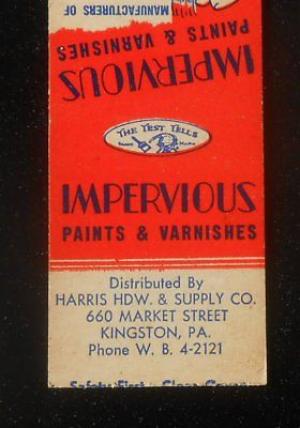 MANUFACTURERS OF
PAINTS & VARNISHES
IMPERVIOUS
THE TEST TELLS
IMPERVIOUS
PAINTS & VARNISHES
Distributed By
HARRIS HDW. & SUPPLY CO.
660 MARKET STREET
KINGSTON, PA.
Phone W. B. 4-2121
Safety First